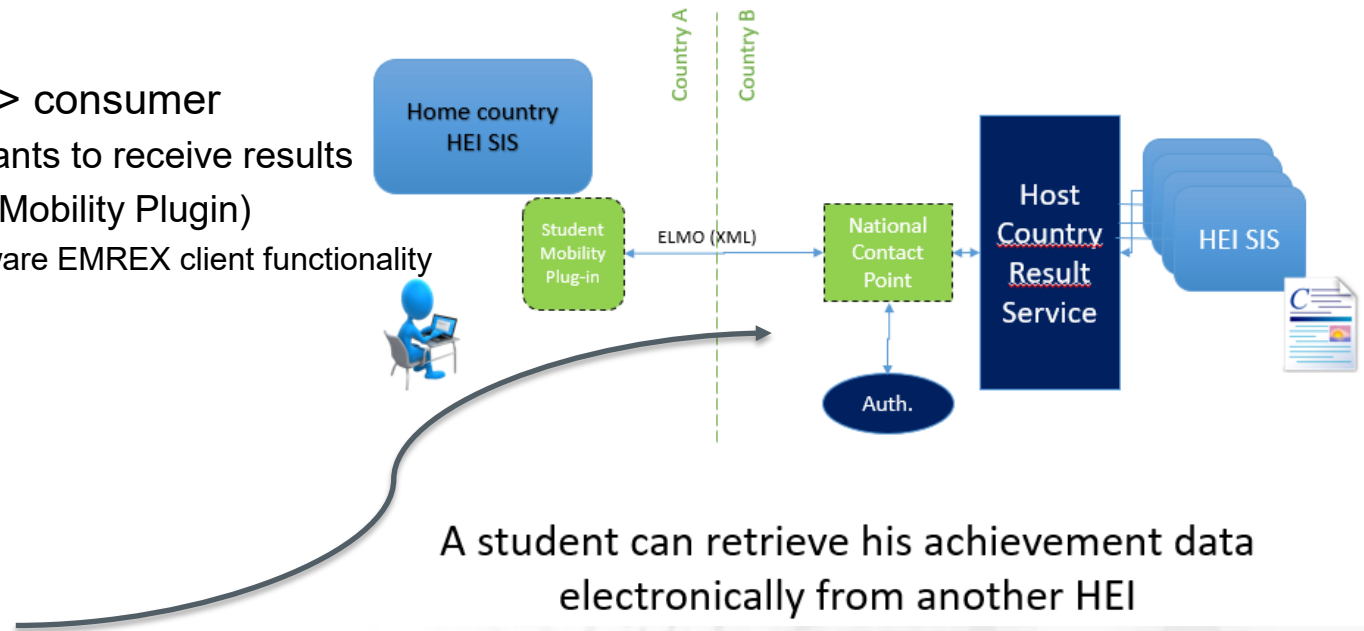 > consumer
ants to receive results
Mobility Plugin)
are EMREX client functionality
Home country
HEI SIS
Student
Mobility
Plug-in
Country A
Country B
ELMO (XML)
National
Contact
Point
Auth.
Host
Country
Result
Service
HEI SIS
C
A student can retrieve his achievement data
electronically from another HEI